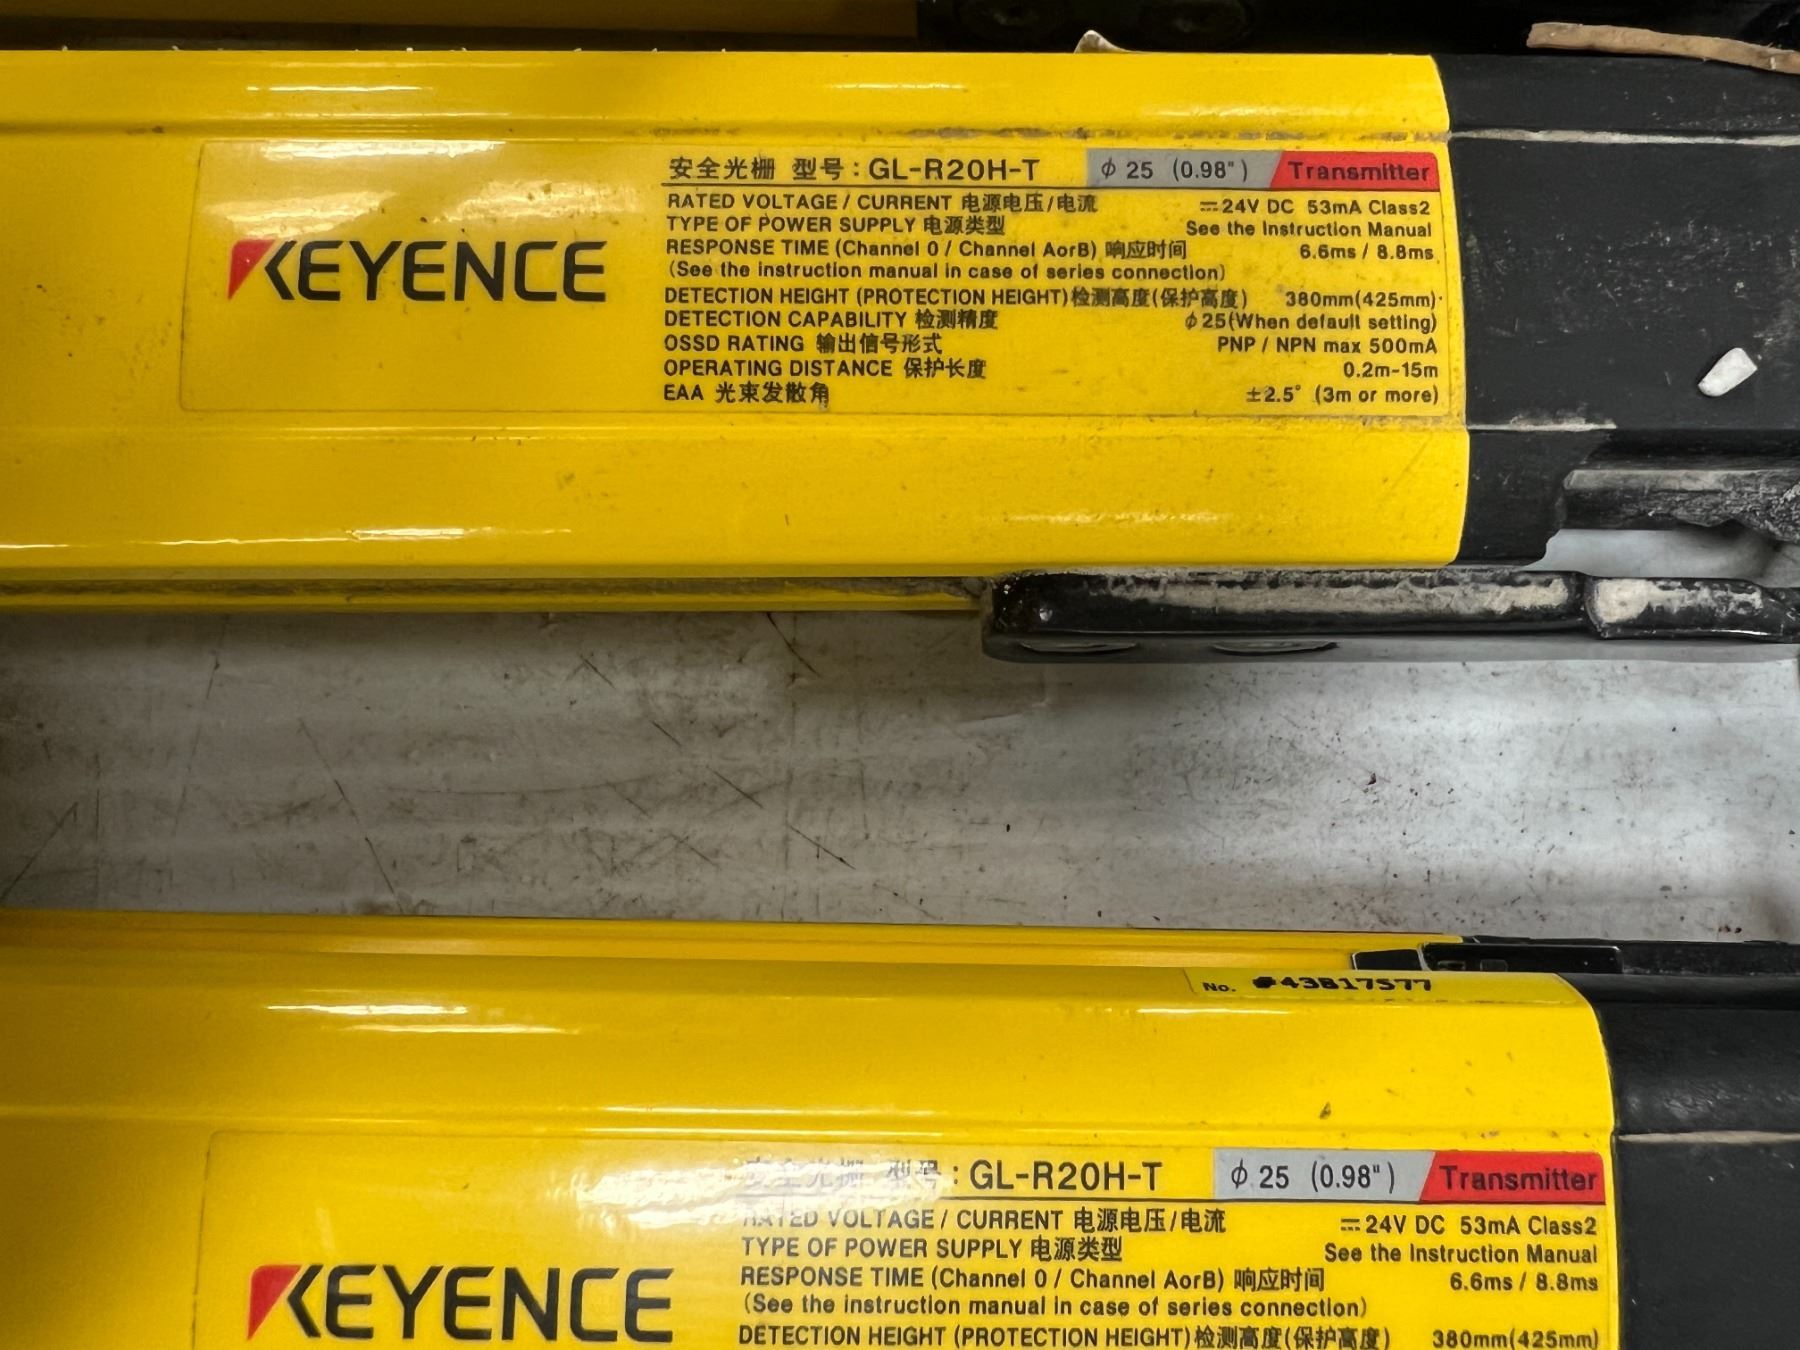 KEYENCE
安全光栅 型号：GL-R20H-T φ 25 (0.98") Transmitter
RATED VOLTAGE / CURRENT 电源电压/电流 ⎓24V DC 53mA Class2
TYPE OF POWER SUPPLY 电源类型 See the Instruction Manual
RESPONSE TIME (Channel 0 / Channel AorB) 响应时间 6.6ms / 8.8ms
(See the instruction manual in case of series connection)
DETECTION HEIGHT (PROTECTION HEIGHT)检测高度(保护高度) 380mm(425mm)
DETECTION CAPABILITY 检测精度 φ25(When default setting)
OSSD RATING 输出信号形式 PNP / NPN max 500mA
OPERATING DISTANCE 保护长度 0.2m-15m
EAA 光束发散角 ±2.5° (3m or more)
No. #43B17577
KEYENCE
安全光栅 型号：GL-R20H-T φ 25 (0.98") Transmitter
RATED VOLTAGE / CURRENT 电源电压/电流 ⎓24V DC 53mA Class2
TYPE OF POWER SUPPLY 电源类型 See the Instruction Manual
RESPONSE TIME (Channel 0 / Channel AorB) 响应时间 6.6ms / 8.8ms
(See the instruction manual in case of series connection)
DETECTION HEIGHT (PROTECTION HEIGHT)检测高度(保护高度) 380mm(425mm)